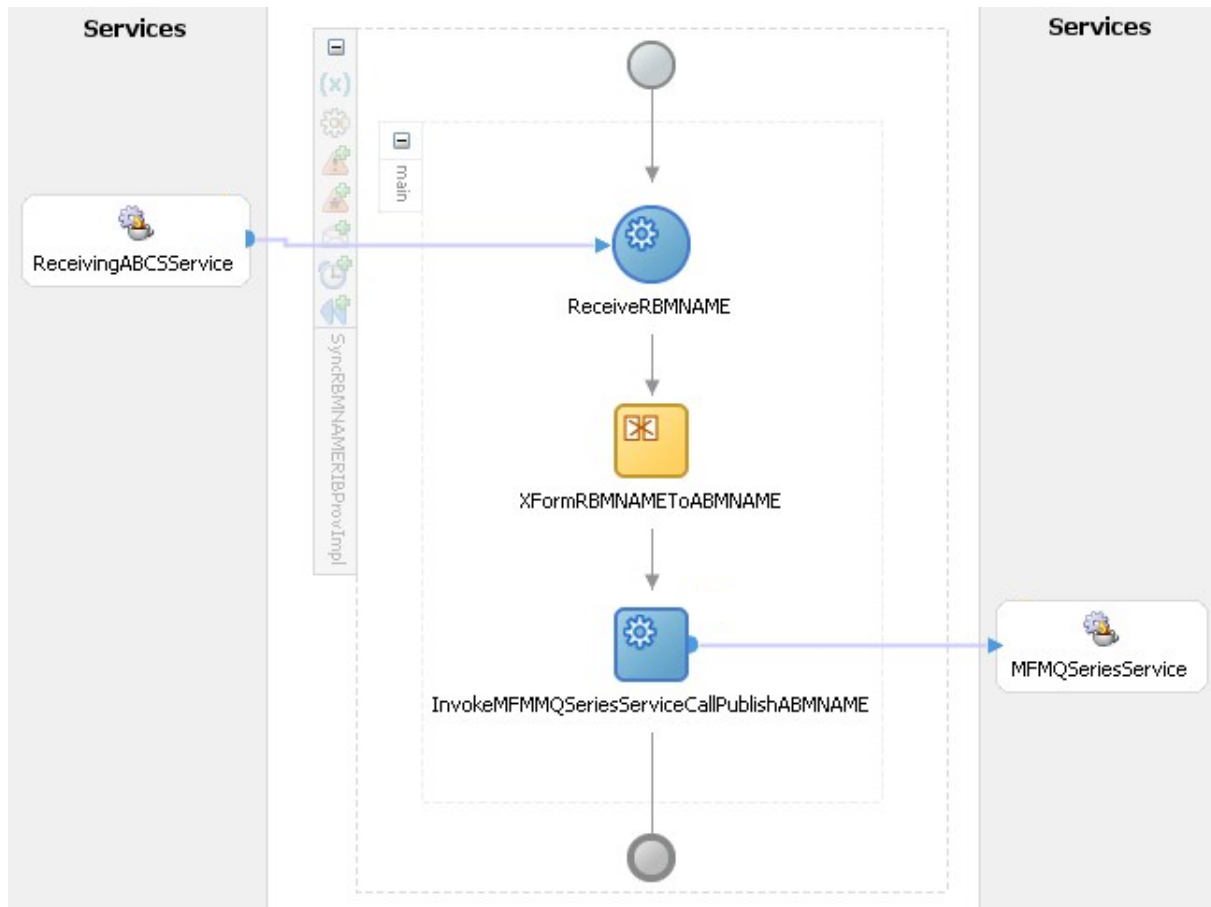 Services
Services
(x)
main
ReceivingABCSService
ReceiveRBMNAME
SyncRBMNAMERIBProvImpl
XFormRBMNAMEToABMNAME
MFMQSeriesService
InvokeMFMMQSeriesServiceCallPublishABMNAME